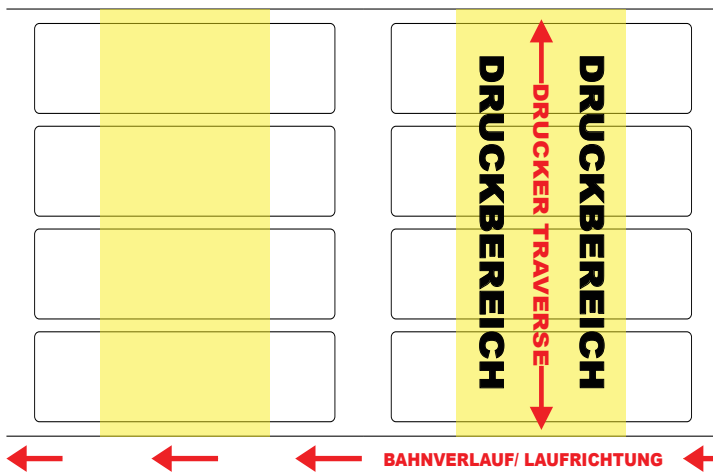 DRUCKBEREICH
DRUCKER TRAVERSE
DRUCKBEREICH
BAHNVERLAUF/ LAUFRICHTUNG